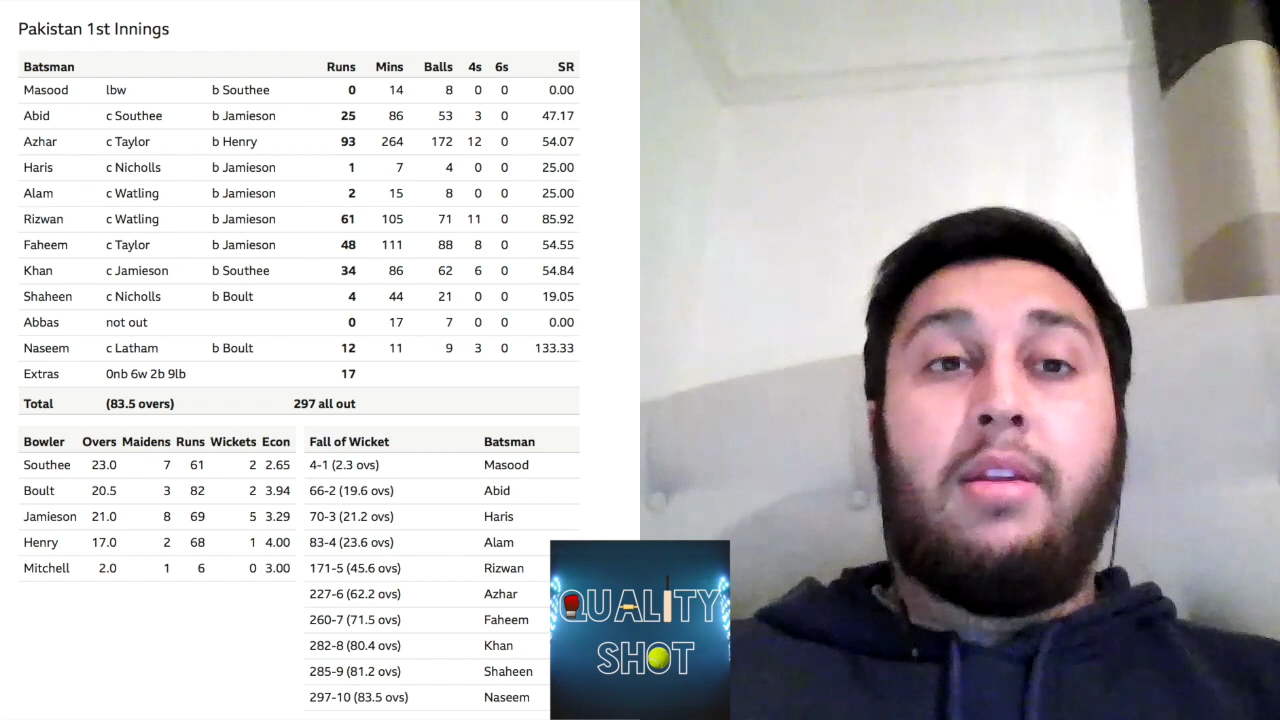 Pakistan 1st Innings
Batsman Runs Mins Balls 4s 6s SR
Masood lbw b Southee 0 14 8 0 0 0.00
Abid c Southee b Jamieson 25 86 53 3 0 47.17
Azhar c Taylor b Henry 93 264 172 12 0 54.07
Haris c Nicholls b Jamieson 1 7 4 0 0 25.00
Alam c Watling b Jamieson 2 15 8 0 0 25.00
Rizwan c Watling b Jamieson 61 105 71 11 0 85.92
Faheem c Taylor b Jamieson 48 111 88 8 0 54.55
Khan c Jamieson b Southee 34 86 62 6 0 54.84
Shaheen c Nicholls b Boult 4 44 21 0 0 19.05
Abbas not out 0 17 7 0 0 0.00
Naseem c Latham b Boult 12 11 9 3 0 133.33
Extras 0nb 6w 2b 9lb 17
Total (83.5 overs) 297 all out
Bowler Overs Maidens Runs Wickets Econ
Southee 23.0 7 61 2 2.65
Boult 20.5 3 82 2 3.94
Jamieson 21.0 8 69 5 3.29
Henry 17.0 2 68 1 4.00
Mitchell 2.0 1 6 0 3.00
Fall of Wicket Batsman
4-1 (2.3 ovs) Masood
66-2 (19.6 ovs) Abid
70-3 (21.2 ovs) Haris
83-4 (23.6 ovs) Alam
171-5 (45.6 ovs) Rizwan
227-6 (62.2 ovs) Azhar
260-7 (71.5 ovs) Faheem
282-8 (80.4 ovs) Khan
285-9 (81.2 ovs) Shaheen
297-10 (83.5 ovs) Naseem
QUALITY
SHOT